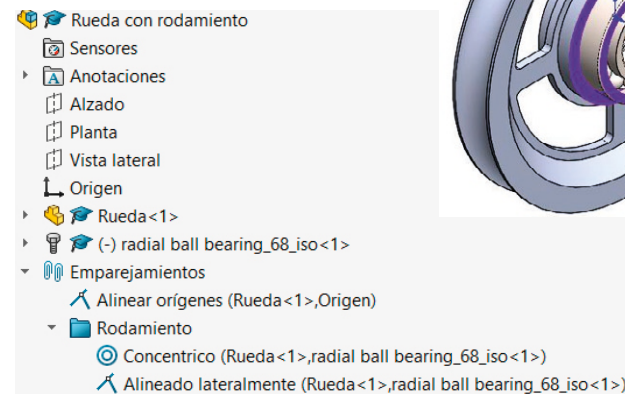 Rueda con rodamiento
Sensores
A Anotaciones
Alzado
Planta
Vista lateral
Origen
Rueda<1>
(-) radial ball bearing_68_iso<1>
Emparejamientos
Alinear orígenes (Rueda<1>,Origen)
Rodamiento
Concentrico (Rueda<1>,radial ball bearing_68_iso<1>)
Alineado lateralmente (Rueda<1>,radial ball bearing_68_iso<1>)